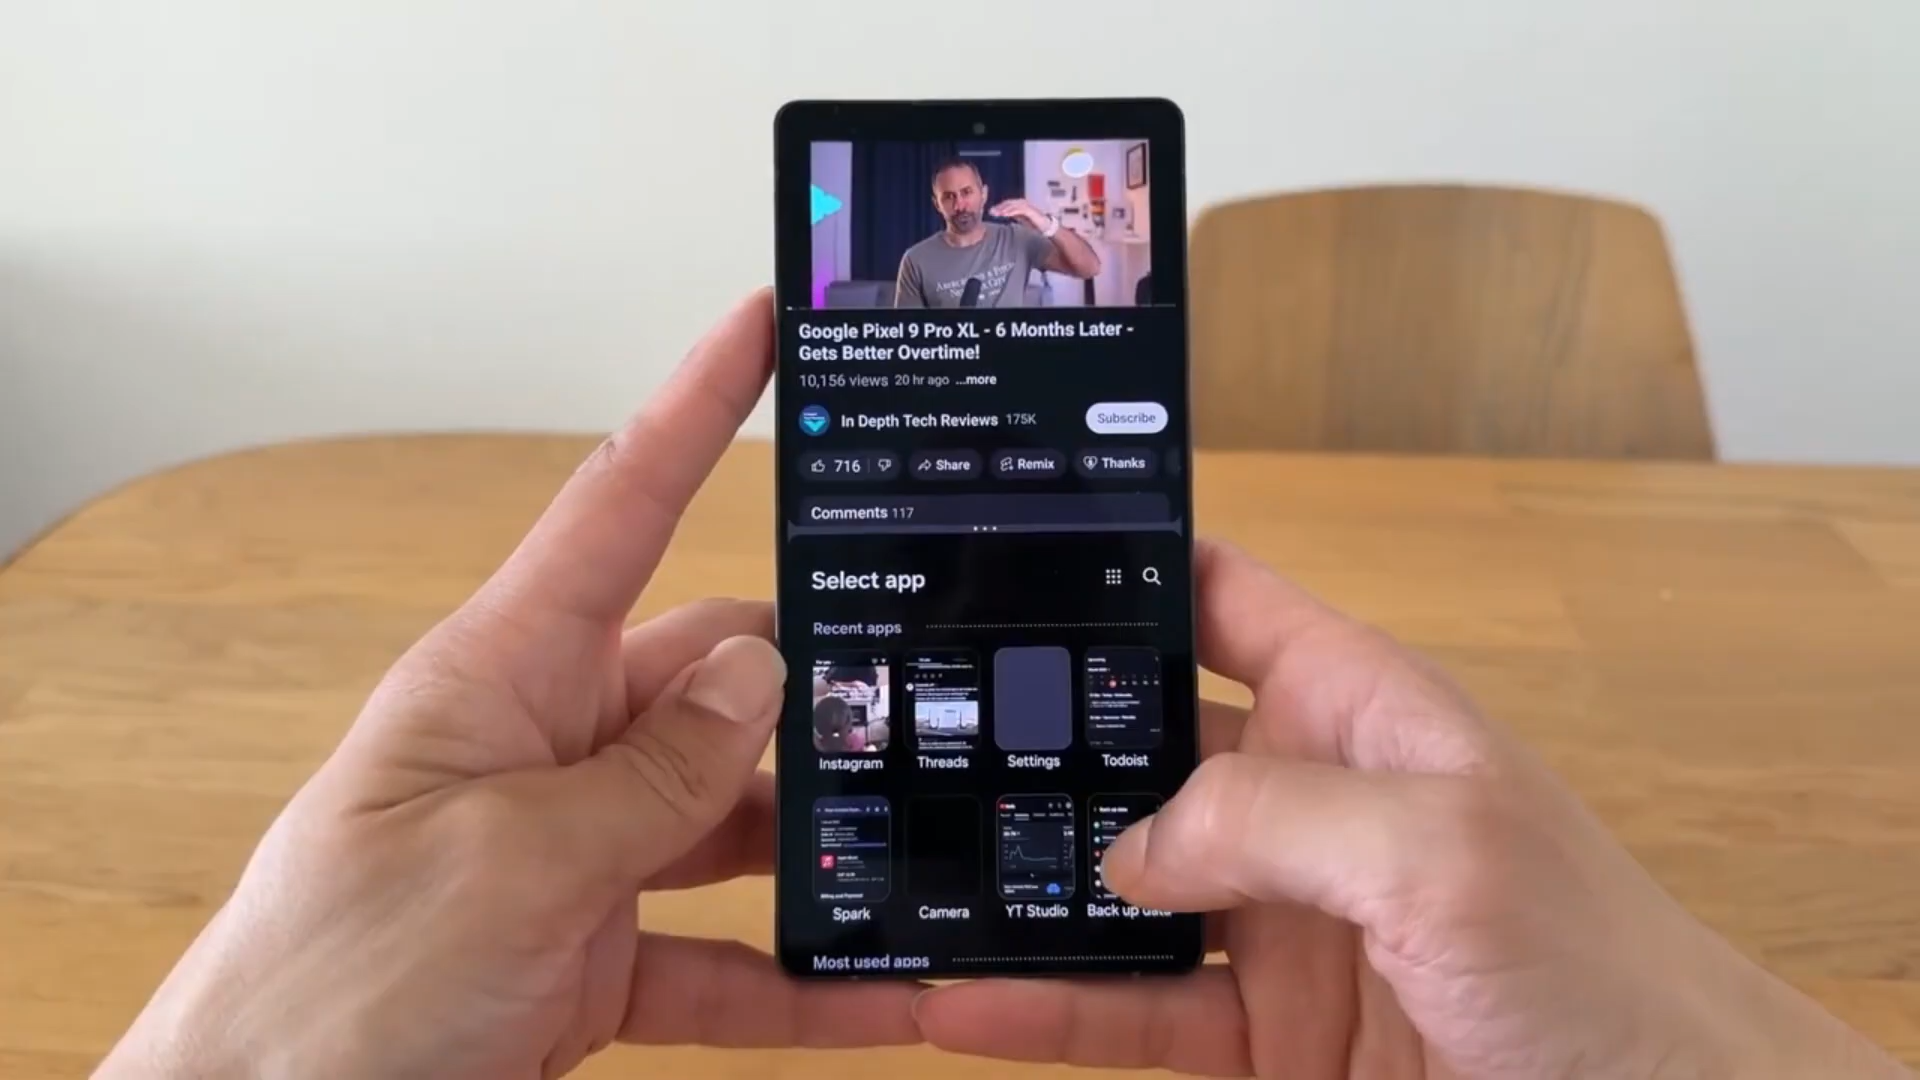 Google Pixel 9 Pro XL - 6 Months Later -
Gets Better Overtime!
10,156 views 20 hr ago ...more
In Depth Tech Reviews 175K
Subscribe
716
Share
Remix
Thanks
Comments 117
Select app
Recent apps
Instagram
Threads
Settings
Todoist
Spark
Camera
YT Studio
Back up data
Most used apps